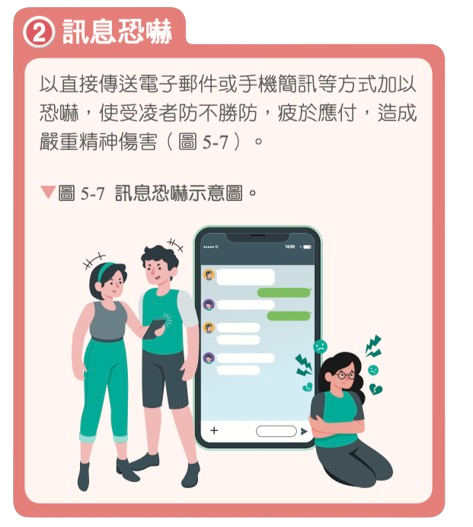 2 訊息恐嚇
以直接傳送電子郵件或手機簡訊等方式加以
恐嚇，使受凌者防不勝防，疲於應付，造成
嚴重精神傷害（圖 5-7）。
▼圖 5-7 訊息恐嚇示意圖。